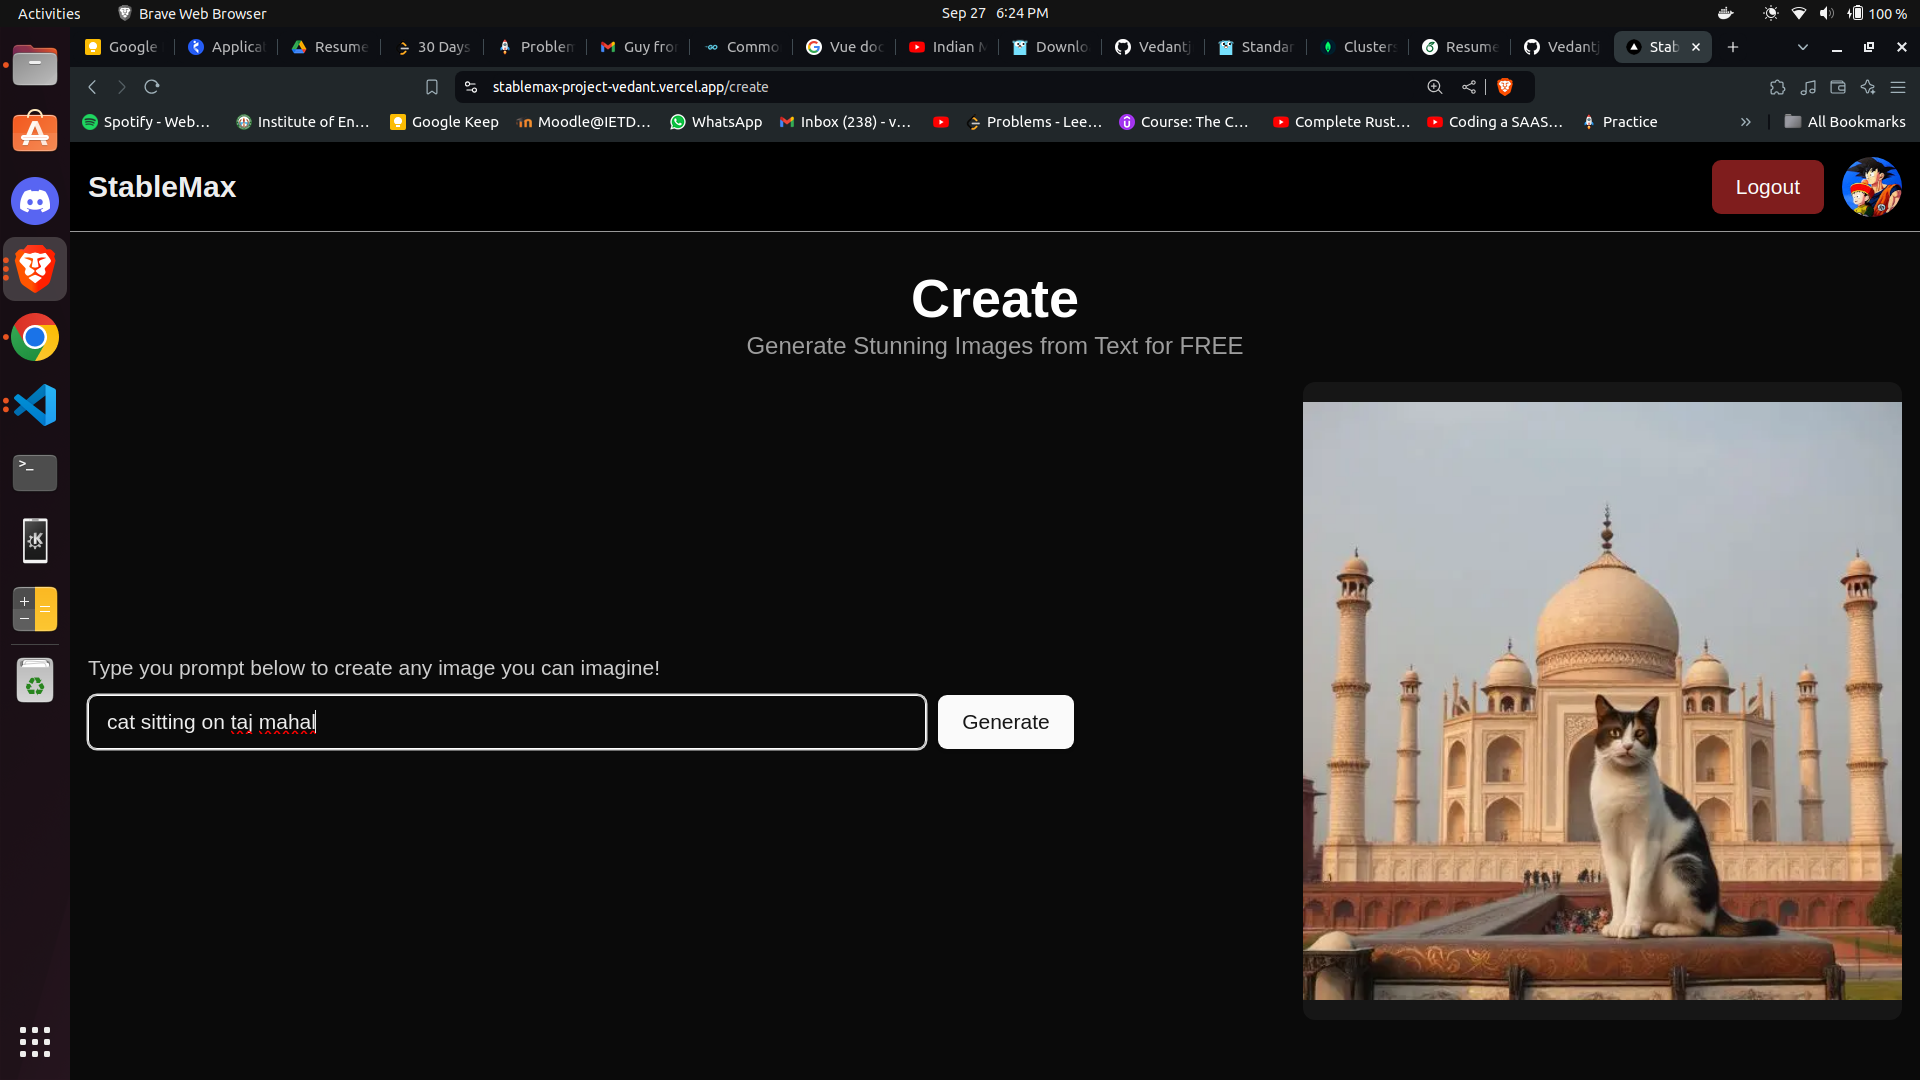 Activities
Brave Web Browser
Sep 27 6:24 PM
100 %
Google
Applicat
Resume
30 Days
Problem
Guy fron
Common
Vue doc
Indian M
Downlo
Vedantj
Standar
Clusters
Resume
Vedantj
Stab
stablemax-project-vedant.vercel.app/create
Spotify - Web...
Institute of En...
Google Keep
Moodle@IETD...
WhatsApp
Inbox (238) - v...
Problems - Lee...
Course: The C...
Complete Rust...
Coding a SAAS...
Practice
All Bookmarks
StableMax
Logout
Create
Generate Stunning Images from Text for FREE
Type you prompt below to create any image you can imagine!
cat sitting on taj mahal
Generate